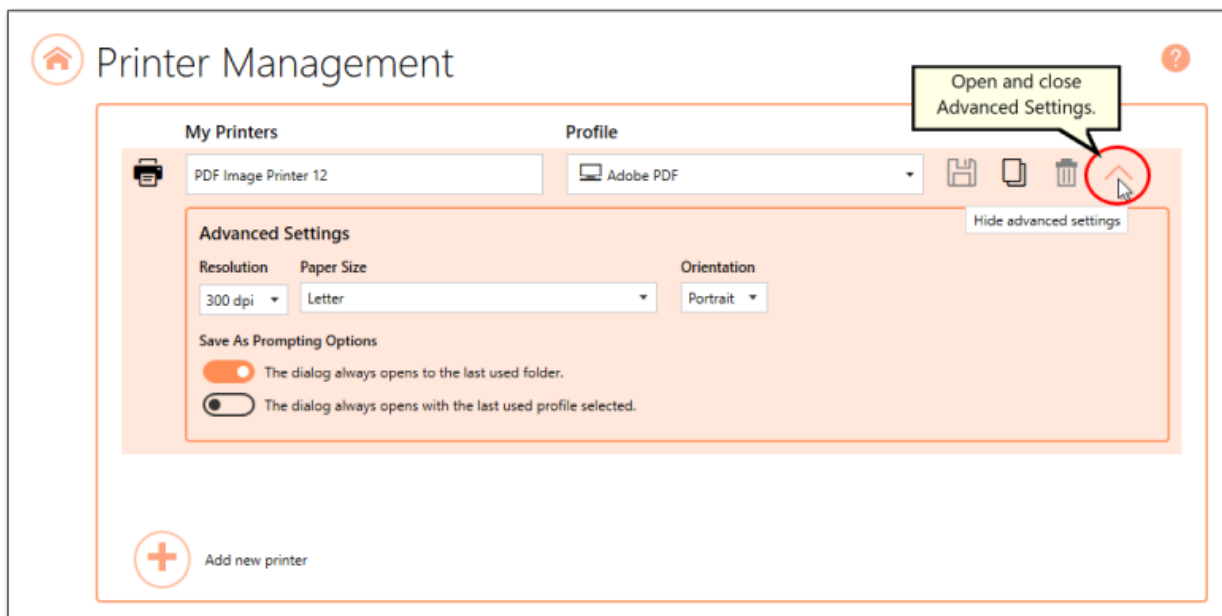 Printer Management
?
Open and close
Advanced Settings.
My Printers
Profile
PDF Image Printer 12
Adobe PDF
Hide advanced settings
Advanced Settings
Resolution
Paper Size
Orientation
300 dpi
Letter
Portrait
Save As Prompting Options
The dialog always opens to the last used folder.
The dialog always opens with the last used profile selected.
Add new printer